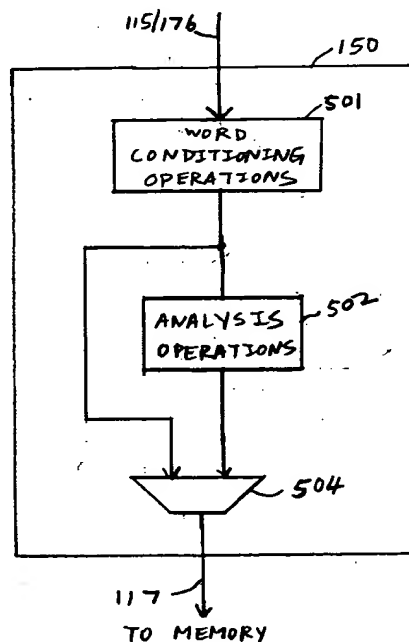 115/176
150
501
WORD
CONDITIONING
OPERATIONS
502
ANALYSIS
OPERATIONS
504
117
TO MEMORY